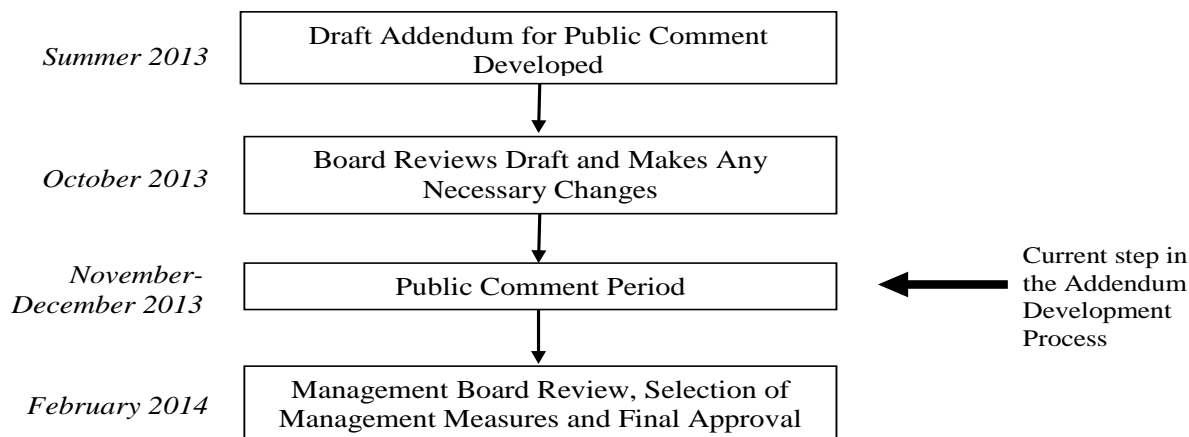 Summer 2013
Draft Addendum for Public Comment
Developed
October 2013
Board Reviews Draft and Makes Any
Necessary Changes
November-
December 2013
Public Comment Period
Current step in
the Addendum
Development
Process
February 2014
Management Board Review, Selection of
Management Measures and Final Approval